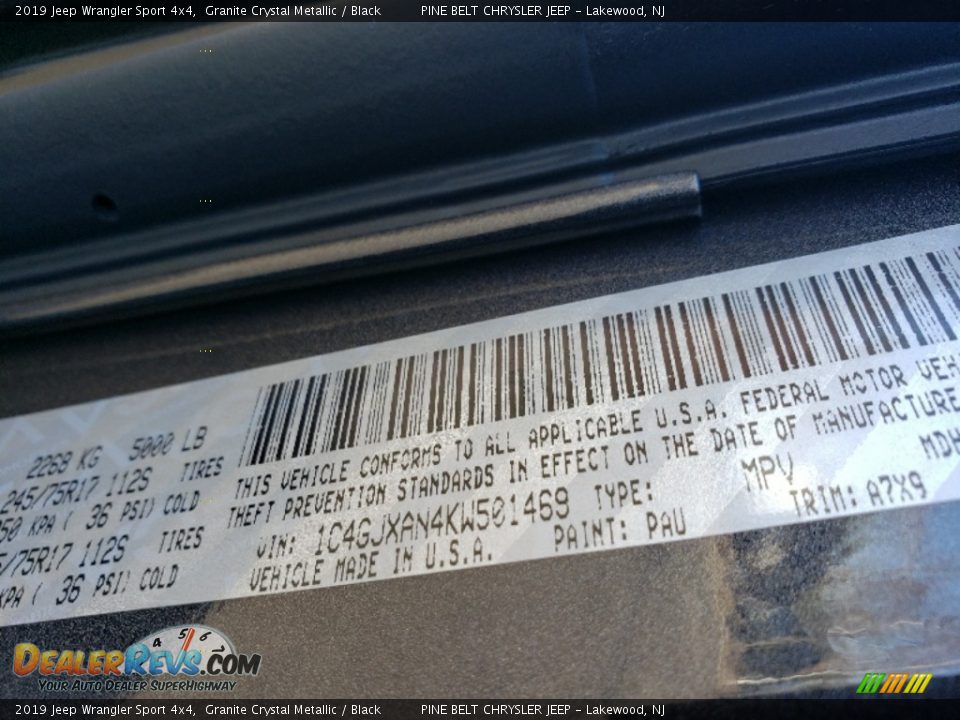 2019 Jeep Wrangler Sport 4x4,  Granite Crystal Metallic / Black    PINE BELT CHRYSLER JEEP - Lakewood, NJ
2268 KG 5000 LB
245/75R17 112S TIRES
KPA ( 36 PSI) COLD
/75R17 112S TIRES
KPA ( 36 PSI) COLD
THIS VEHICLE CONFORMS TO ALL APPLICABLE U.S.A. FEDERAL MOTOR
THEFT PREVENTION STANDARDS IN EFFECT ON THE DATE OF MANUFACTURE
VIN: 1C4GJXAN4KW501469 TYPE: MPV MDH
VEHICLE MADE IN U.S.A. PAINT: PAU TRIM: A7X9
4 5 6
DEALERREVS.COM
YOUR AUTO DEALER SUPERHIGHWAY
2019 Jeep Wrangler Sport 4x4,  Granite Crystal Metallic / Black    PINE BELT CHRYSLER JEEP - Lakewood, NJ